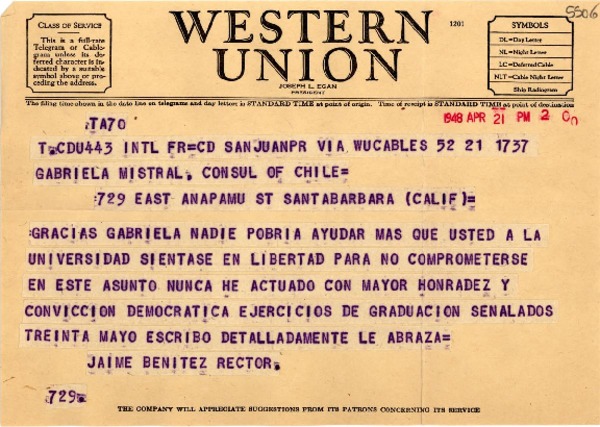 5506
CLASS OF SERVICE
This is a full-rate Telegram or Cablogram unless its deferred character is indicated by a suitable symbol above or preceding the address.
WESTERN UNION
1201
JOSEPH L. EGAN
PRESIDENT
SYMBOLS
DL=Day Letter
NL=Night Letter
LC=Deferred Cable
NLT=Cable Night Letter
Ship Radiogram
The filing time shown in the date line on telegrams and day letters is STANDARD TIME at point of origin. Time of receipt is STANDARD TIME at point of destination
1948 APR 21 PM 2 00
TA70
T.CDU443 INTL FR=CD SANJUANPR VIA WUCABLES 52 21 1737
GABRIELA MISTRAL, CONSUL OF CHILE=
729 EAST ANAPAMU ST SANTABARBARA (CALIF)=
GRACIAS GABRIELA NADIE POBRIA AYUDAR MAS QUE USTED A LA
UNIVERSIDAD SIENTASE EN LIBERTAD PARA NO COMPROMETERSE
EN ESTE ASUNTO NUNCA HE ACTUADO CON MAYOR HONRADEZ Y
CONVICCION DEMOCRATICA EJERCICIOS DE GRADUACION SENALADOS
TREINTA MAYO ESCRIBO DETALLADAMENTE LE ABRAZA=
JAIME BENITEZ RECTOR.
729=
THE COMPANY WILL APPRECIATE SUGGESTIONS FROM ITS PATRONS CONCERNING ITS SERVICE